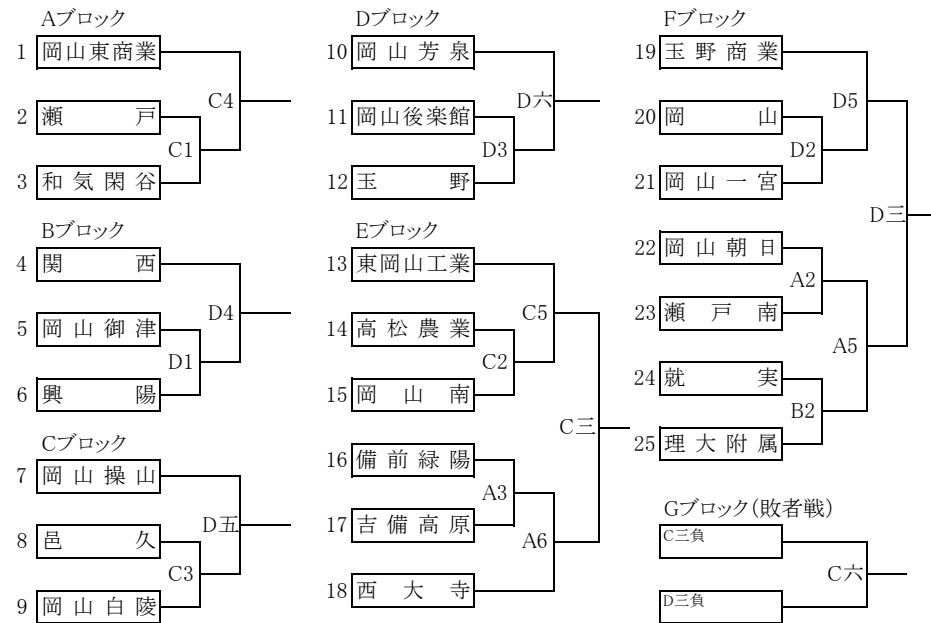 Aブロック
1 岡山東商業
C4
2 瀬戸
C1
3 和気閑谷
Bブロック
4 関西
D4
5 岡山御津
D1
6 興陽
Cブロック
7 岡山操山
D五
8 邑久
C3
9 岡山白陵
Dブロック
10 岡山芳泉
D六
11 岡山後楽館
D3
12 玉野
Eブロック
13 東岡山工業
C5
14 高松農業
C2
15 岡山南
C三
16 備前緑陽
A3
17 吉備高原
A6
18 西大寺
Fブロック
19 玉野商業
D5
20 岡山
D2
21 岡山一宮
D三
22 岡山朝日
A2
23 瀬戸南
A5
24 就実
B2
25 理大附属
Gブロック(敗者戦)
C三負
C六
D三負